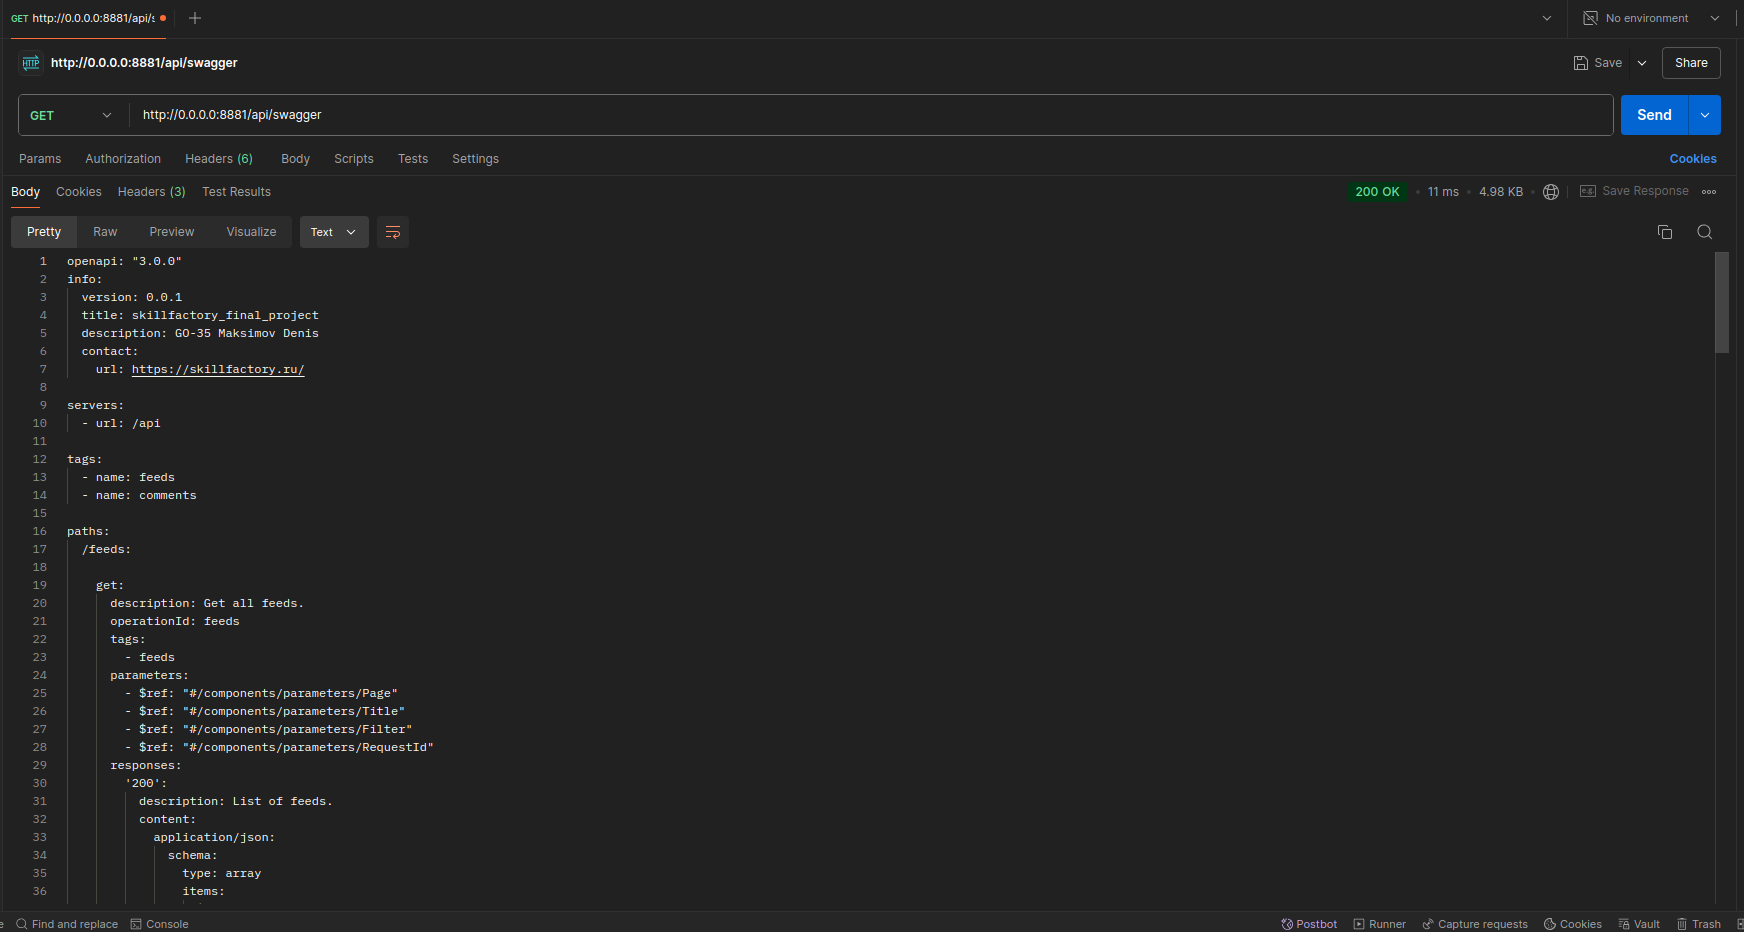 GET http://0.0.0.0:8881/api/s
No environment
HTTP http://0.0.0.0:8881/api/swagger
Save
Share
GET
http://0.0.0.0:8881/api/swagger
Send
Params Authorization Headers (6) Body Scripts Tests Settings
Cookies
Body Cookies Headers (3) Test Results
200 OK 11 ms 4.98 KB
e.g. Save Response
Pretty Raw Preview Visualize Text
1 openapi: "3.0.0"
2 info:
3 version: 0.0.1
4 title: skillfactory_final_project
5 description: GO-35 Maksimov Denis
6 contact:
7 url: https://skillfactory.ru/
8
9 servers:
10 - url: /api
11
12 tags:
13 - name: feeds
14 - name: comments
15
16 paths:
17 /feeds:
18
19 get:
20 description: Get all feeds.
21 operationId: feeds
22 tags:
23 - feeds
24 parameters:
25 - $ref: "#/components/parameters/Page"
26 - $ref: "#/components/parameters/Title"
27 - $ref: "#/components/parameters/Filter"
28 - $ref: "#/components/parameters/RequestId"
29 responses:
30 '200':
31 description: List of feeds.
32 content:
33 application/json:
34 schema:
35 type: array
36 items:
Find and replace Console
Postbot Runner Capture requests Cookies Vault Trash